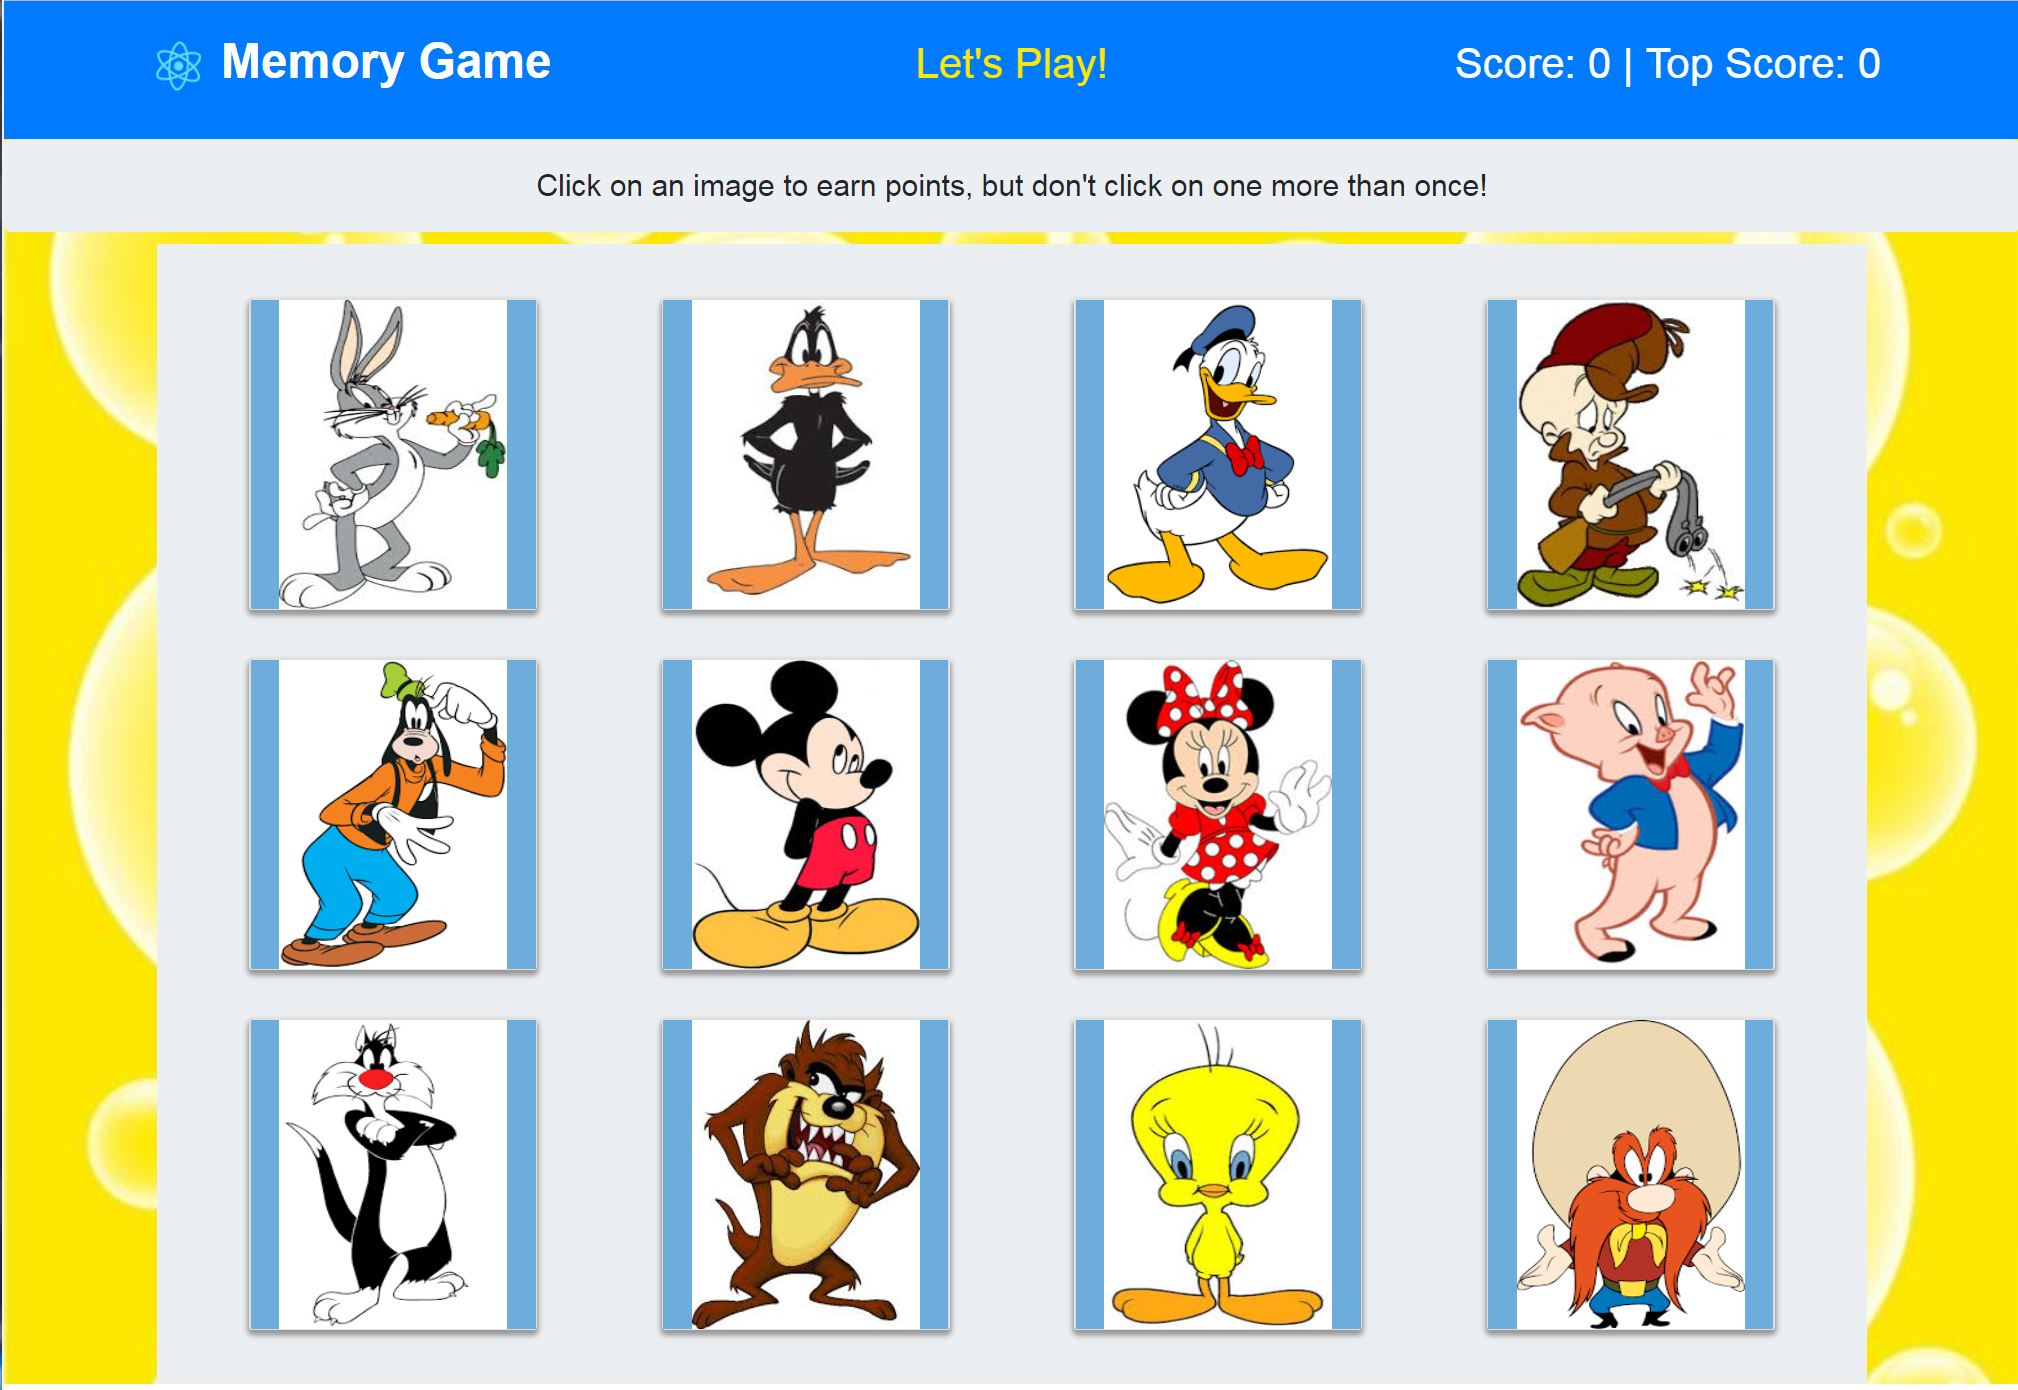 Memory Game
Let's Play!
Score: 0 | Top Score: 0
Click on an image to earn points, but don't click on one more than once!